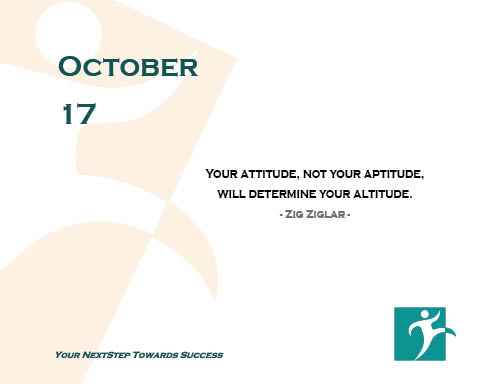 October
17
Your attitude, not your aptitude,
will determine your altitude.
- Zig Ziglar -
Your NextStep Towards Success